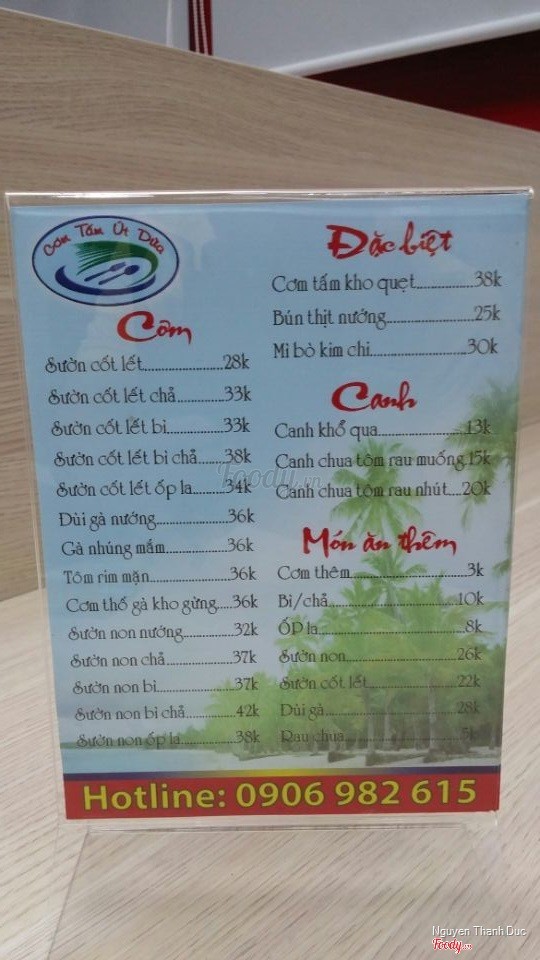 Cơm Tấm Út Dừa
Cơm
Sườn cốt lết.....................28k
Sườn cốt lết chả.............33k
Sườn cốt lết bì................33k
Sườn cốt lết bì chả.......38k
Sườn cốt lết ốp la.........34k
Đùi gà nướng...................36k
Gà nhúng mắm................36k
Tôm rim mặn....................36k
Cơm thố gà kho gừng....36k
Sườn non nướng.............32k
Sườn non chả..................37k
Sườn non bì.....................37k
Sườn non bì chả.............42k
Sườn non ốp la...............38k
Đặc biệt
Cơm tấm kho quẹt...............38k
Bún thịt nướng......................25k
Mì bò kim chi.........................30k
Canh
Canh khổ qua.......................13k
Canh chua tôm rau muống.15k
Canh chua tôm rau nhút....20k
Món ăn thêm
Cơm thêm..............................3k
Bì/chả..................................10k
ỐP la......................................8k
Sườn non.............................26k
Sườn cốt lết........................22k
Đùi gà..................................28k
Rau chua..............................5k
Hotline: 0906 982 615
Foody.vn
Nguyen Thanh Duc
Foody.vn